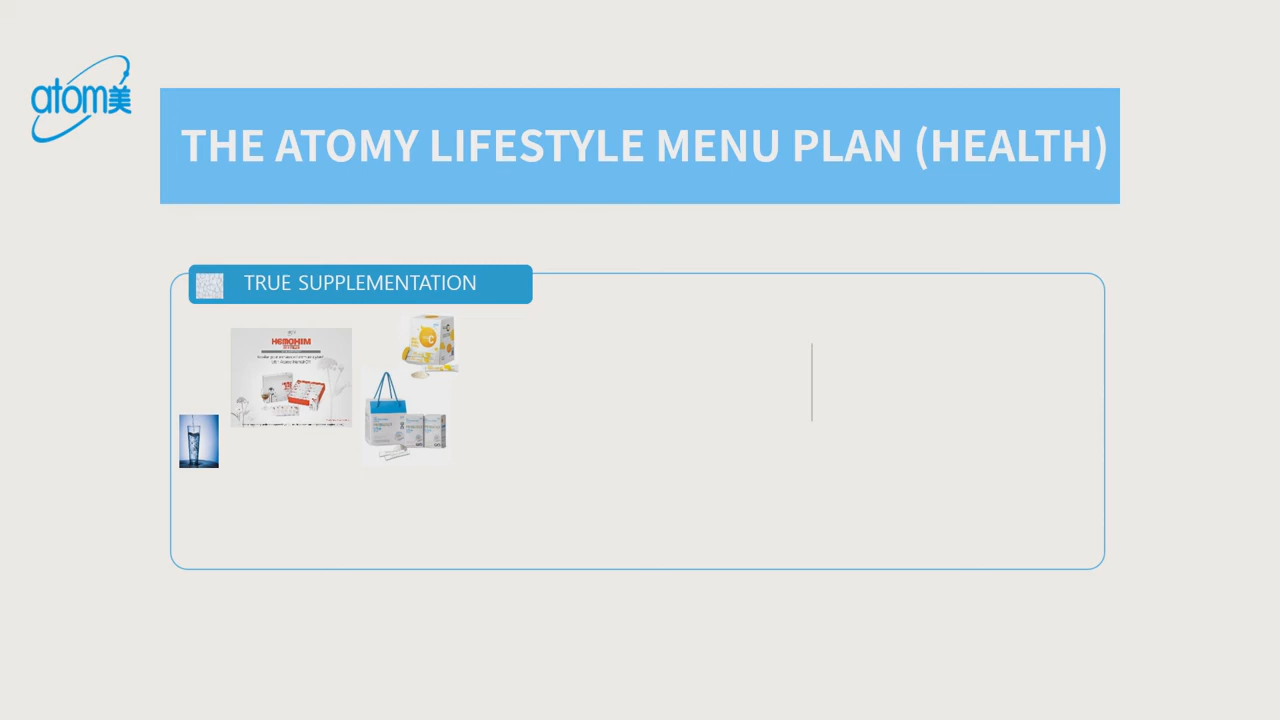 atom美
THE ATOMY LIFESTYLE MENU PLAN (HEALTH)
TRUE SUPPLEMENTATION
HEMOHIM
C